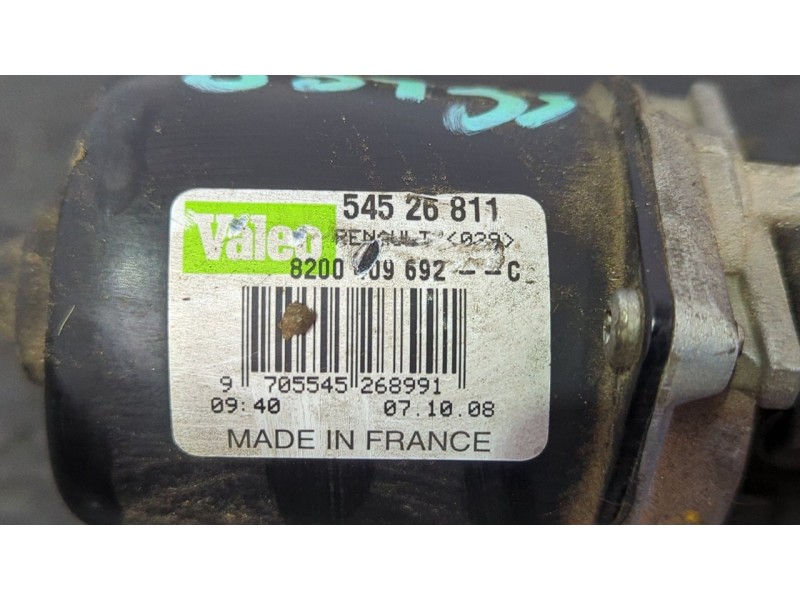 Valeo
545 26 811
RENAULT <029>
8200 09 692 -- C
9 705545 268991
09:40 07.10.08
MADE IN FRANCE